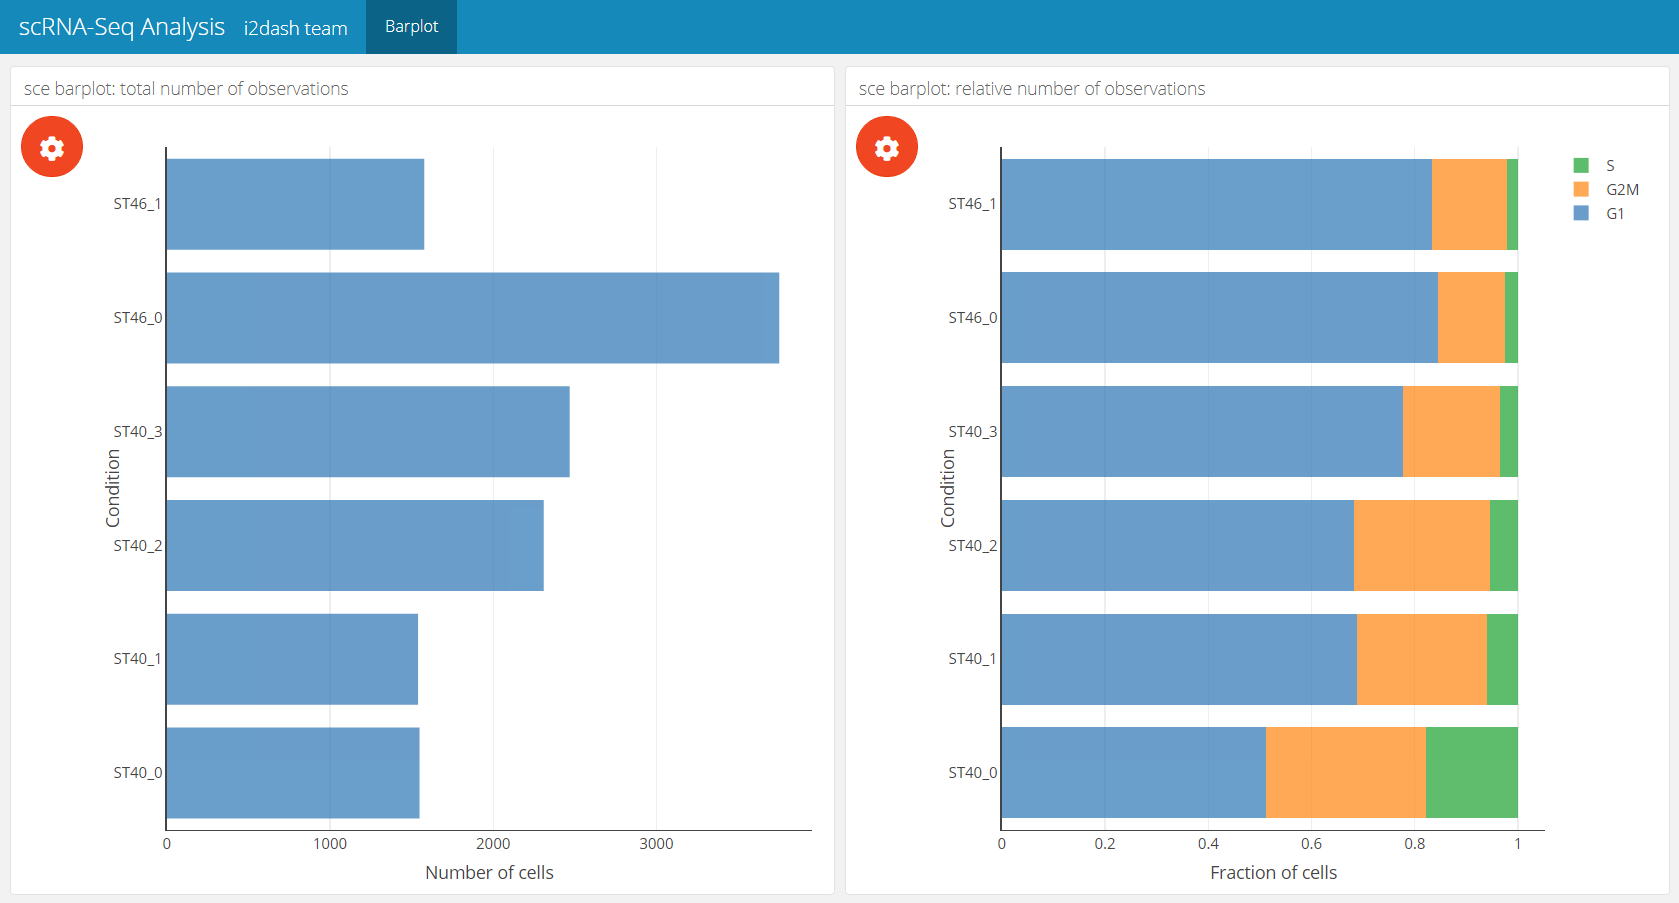 scRNA-Seq Analysis i2dash team Barplot
sce barplot: total number of observations
ST46_1
ST46_0
ST40_3
ST40_2
ST40_1
ST40_0
Condition
0 1000 2000 3000
Number of cells
sce barplot: relative number of observations
S
G2M
G1
ST46_1
ST46_0
ST40_3
ST40_2
ST40_1
ST40_0
Condition
0 0.2 0.4 0.6 0.8 1
Fraction of cells